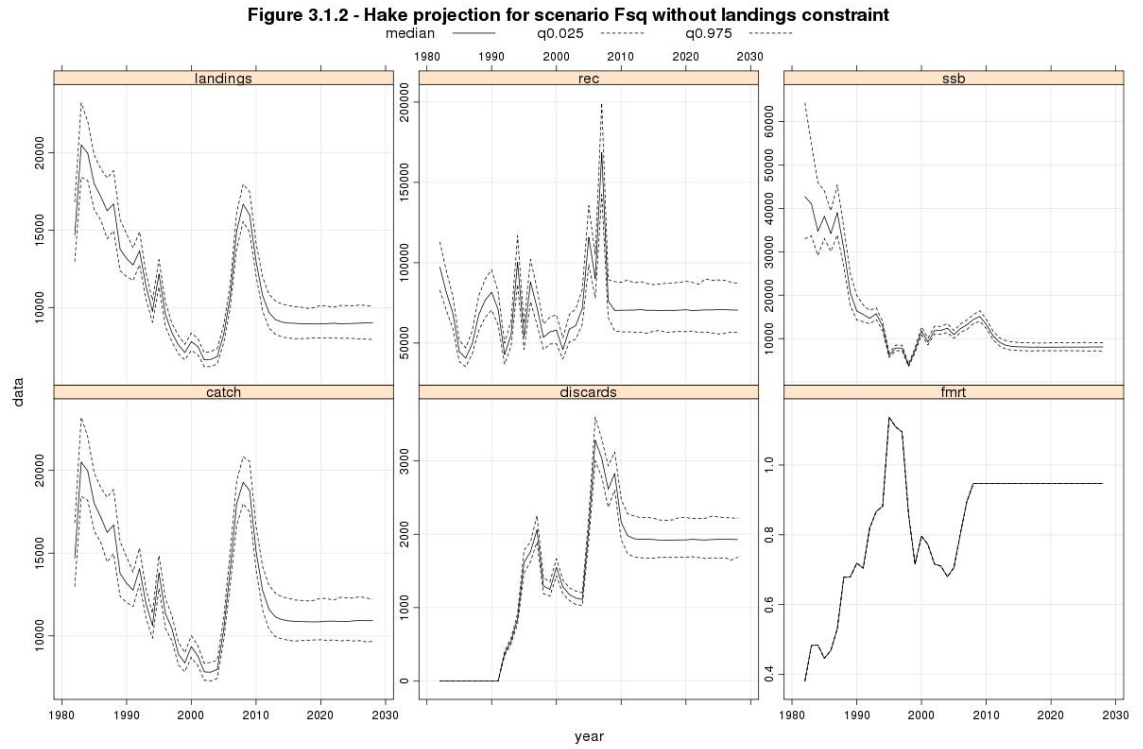 Figure 3.1.2 - Hake projection for scenario Fsq without landings constraint
median q0.025 q0.975
1980 1990 2000 2010 2020 2030
landings rec ssb
10000 15000 20000
50000 100000 150000 200000
10000 20000 30000 40000 50000 60000
data
catch discards fmrt
10000 15000 20000
0 1000 2000 3000
0.4 0.6 0.8 1.0
1980 1990 2000 2010 2020 2030 1980 1990 2000 2010 2020 2030
year